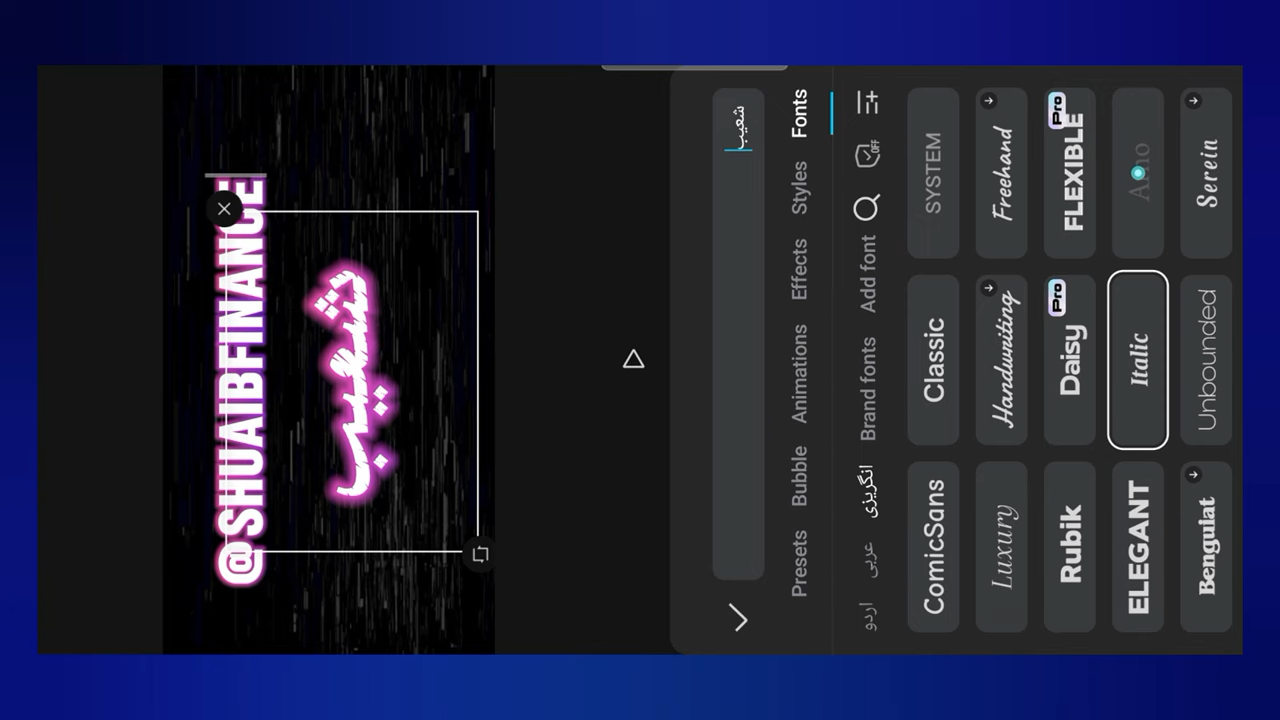 @SHUAIBFINANCE
شعیب
شعیب
Presets Bubble Animations Effects Styles Fonts
اردو عربی انگریزی Brand fonts Add font OFF
ComicSans Classic SYSTEM
Luxury Handwriting Freehand
Rubik Daisy Pro FLEXIBLE Pro
ELEGANT Italic
Benguiat Unbounded Serein